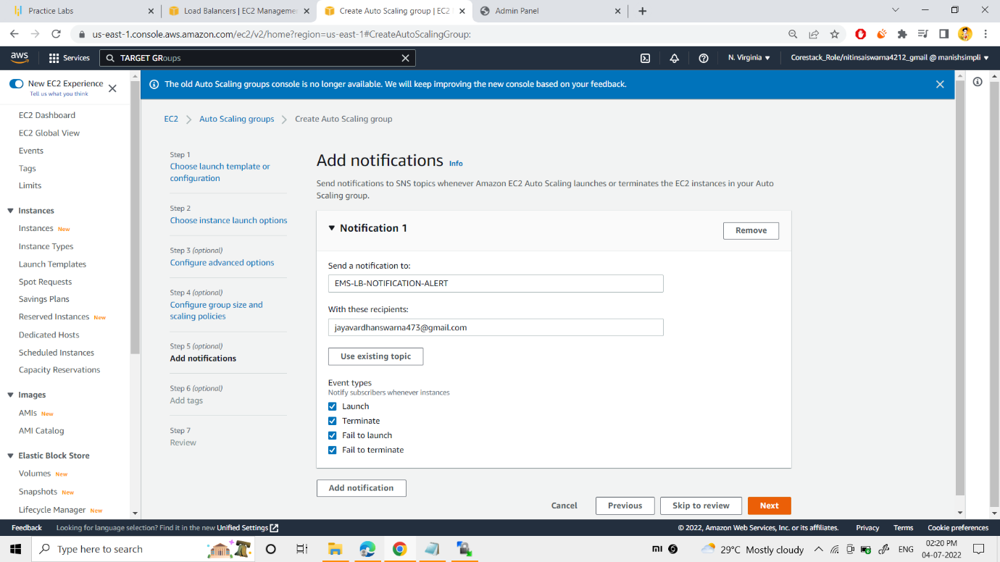 Practice Labs
Load Balancers | EC2 Managemen
Create Auto Scaling group | EC2
Admin Panel
us-east-1.console.aws.amazon.com/ec2/v2/home?region=us-east-1#CreateAutoScalingGroup:
aws
Services
TARGET GRoups
N. Virginia
Corestack_Role/nitinsaiswarna4212_gmail @ manishsimpli
New EC2 Experience
Tell us what you think
The old Auto Scaling groups console is no longer available. We will keep improving the new console based on your feedback.
EC2 Dashboard
EC2 Global View
Events
Tags
Limits
Instances
Instances New
Instance Types
Launch Templates
Spot Requests
Savings Plans
Reserved Instances New
Dedicated Hosts
Scheduled Instances
Capacity Reservations
Images
AMIs New
AMI Catalog
Elastic Block Store
Volumes New
Snapshots New
Lifecycle Manager New
EC2 > Auto Scaling groups > Create Auto Scaling group
Step 1
Choose launch template or
configuration
Step 2
Choose instance launch options
Step 3 (optional)
Configure advanced options
Step 4 (optional)
Configure group size and
scaling policies
Step 5 (optional)
Add notifications
Step 6 (optional)
Add tags
Step 7
Review
Add notifications Info
Send notifications to SNS topics whenever Amazon EC2 Auto Scaling launches or terminates the EC2 instances in your Auto
Scaling group.
Notification 1
Remove
Send a notification to:
EMS-LB-NOTIFICATION-ALERT
With these recipients:
jayavardhanswarna473@gmail.com
Use existing topic
Event types
Notify subscribers whenever instances
Launch
Terminate
Fail to launch
Fail to terminate
Add notification
Cancel
Previous
Skip to review
Next
Feedback
Looking for language selection? Find it in the new Unified Settings
© 2022, Amazon Web Services, Inc. or its affiliates.
Privacy
Terms
Cookie preferences
Type here to search
29°C Mostly cloudy
ENG
02:20 PM
04-07-2022